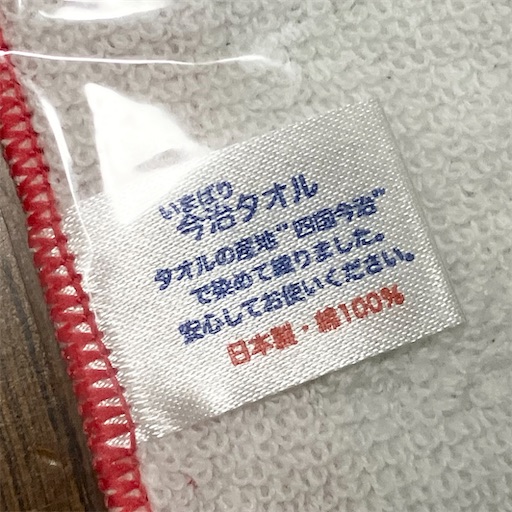 いまばり
今治タオル
タオルの産地"四国今治"
で染めて織りました。
安心してお使いください。
日本製・綿100%